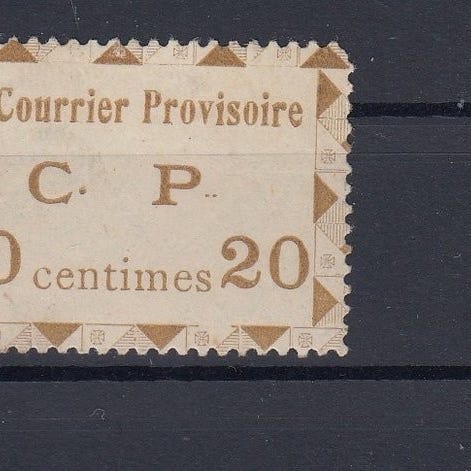 Courrier Provisoire
C. P.
0 centimes 20